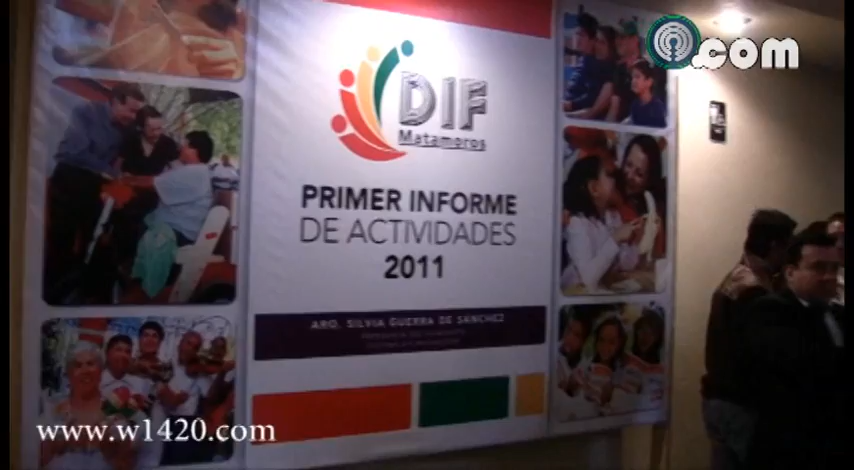 .com
DIF
Matamoros
PRIMER INFORME
DE ACTIVIDADES
2011
ARQ. SILVIA GUERRA DE SANCHEZ
www.w1420.com